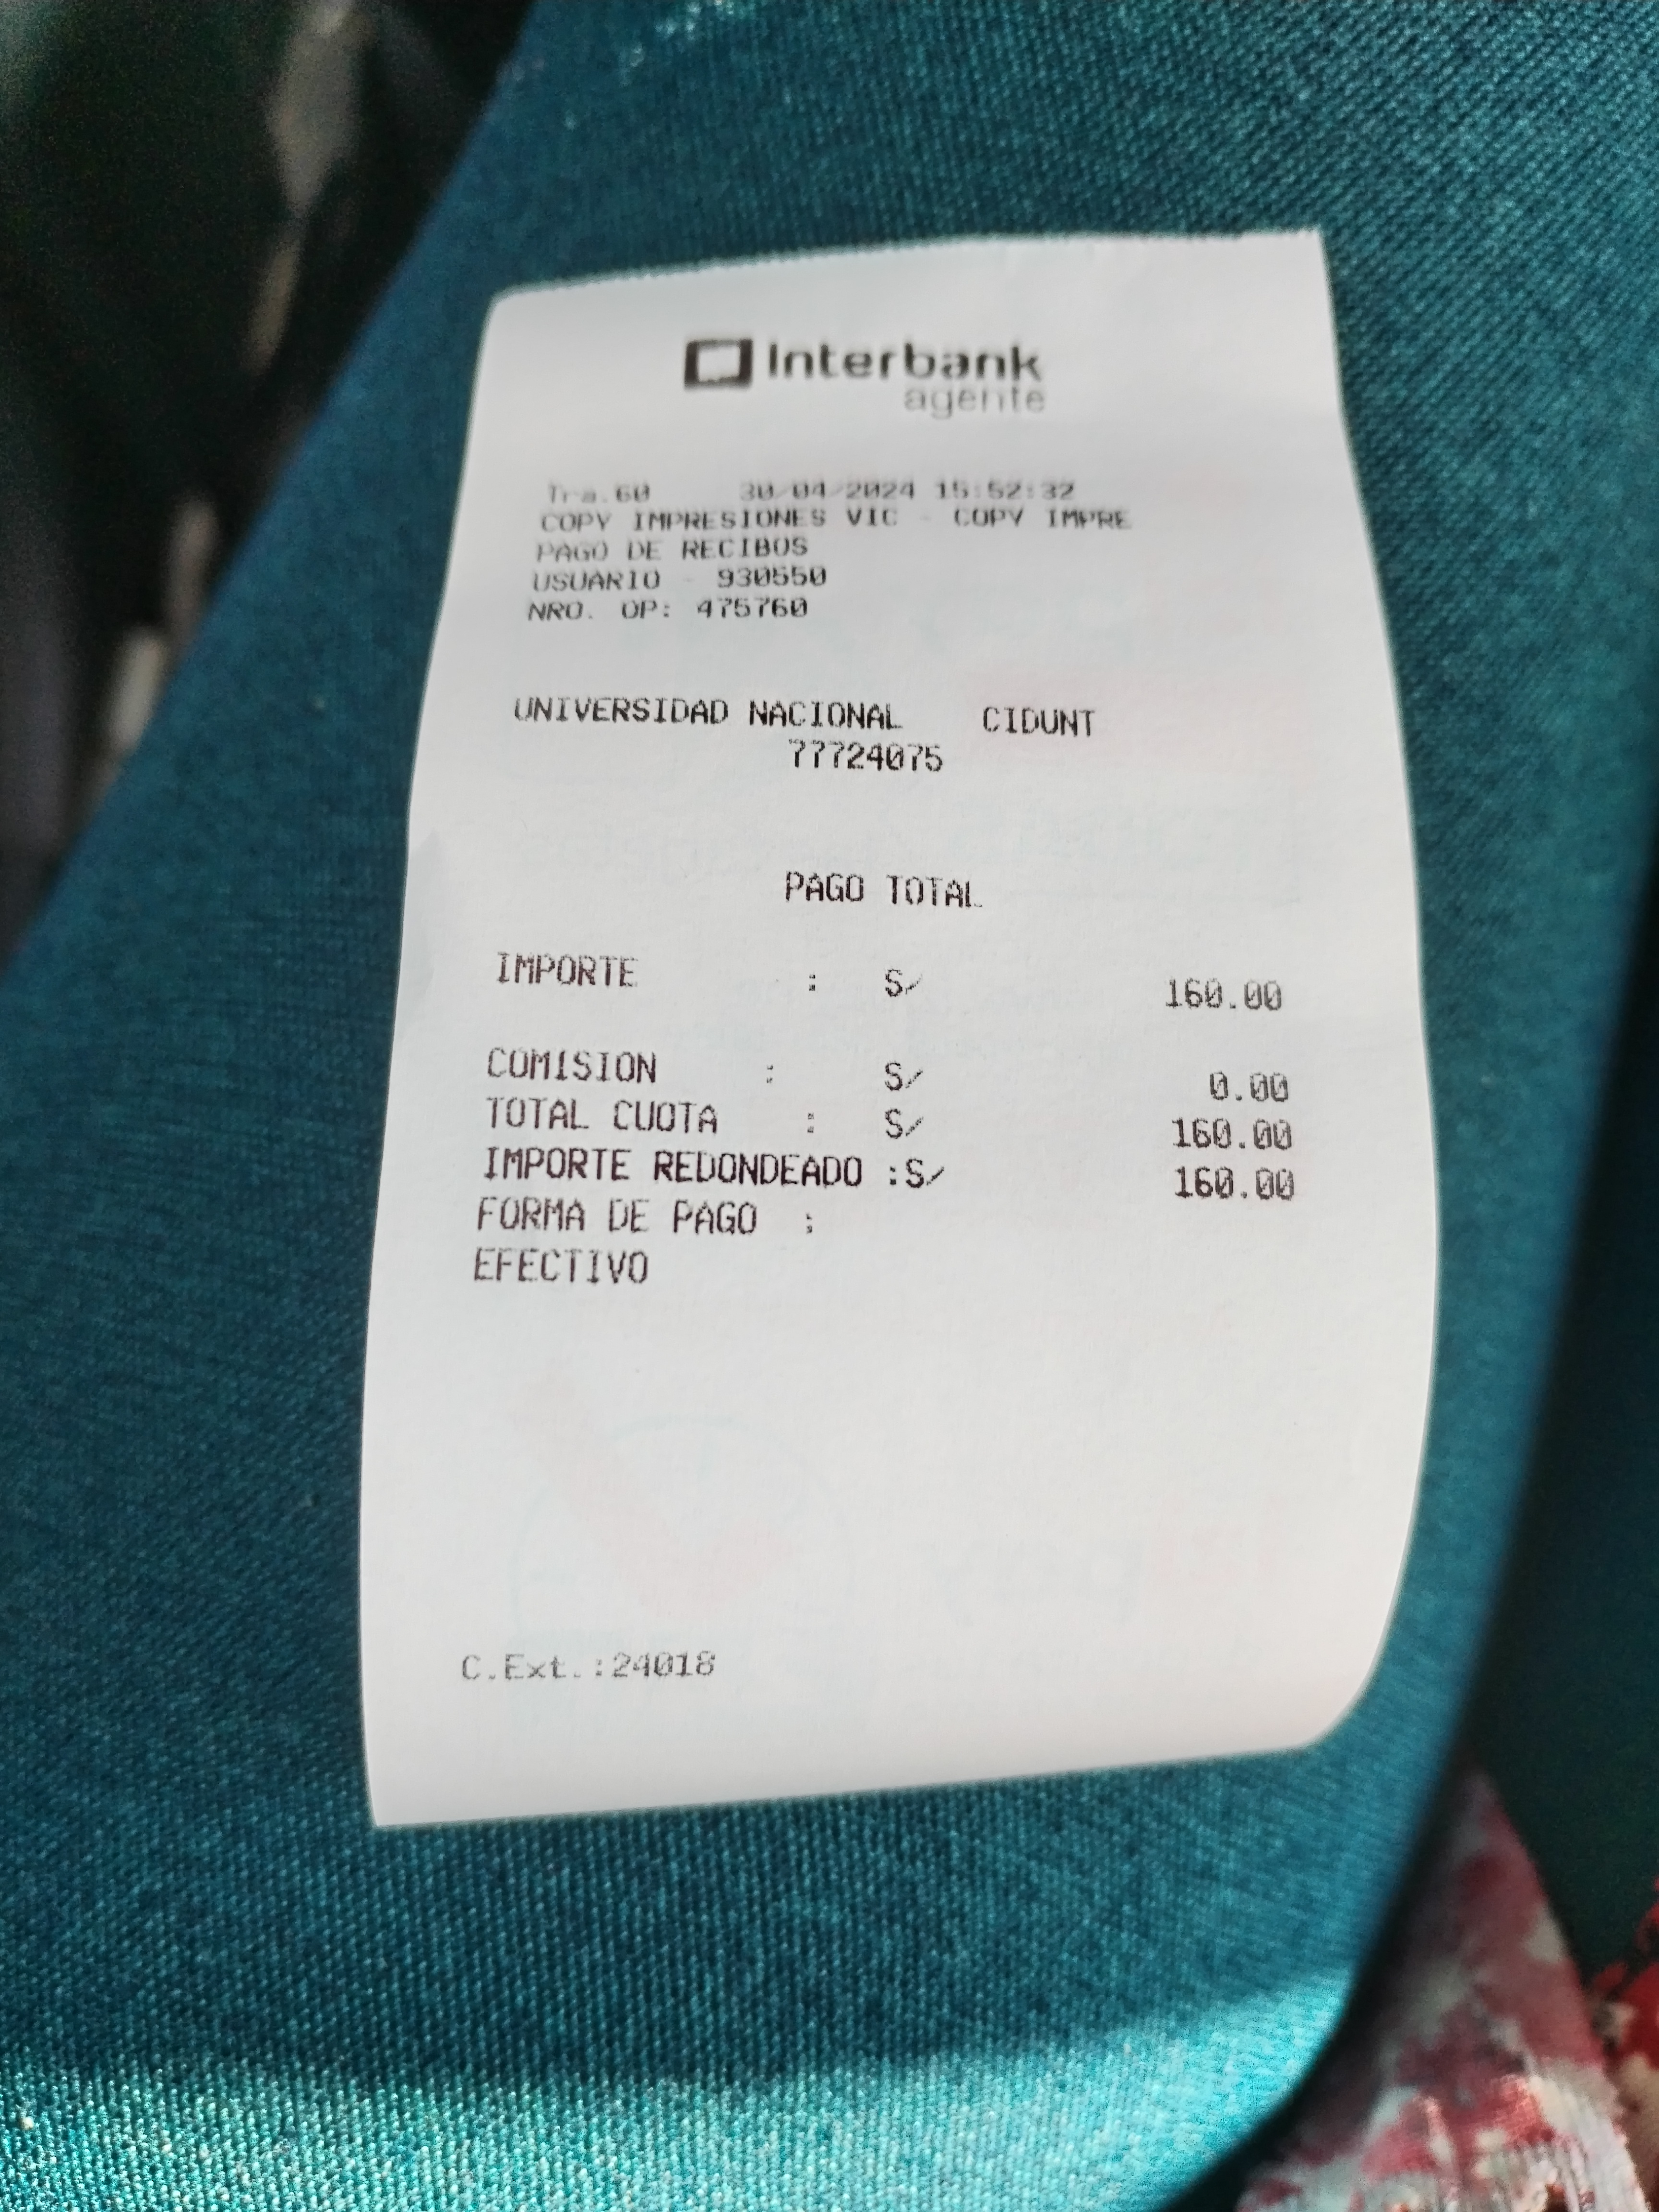 Interbank
agente
Tra.60 30/04/2024 15:52:32
COPY IMPRESIONES VIC - COPY IMPRE
PAGO DE RECIBOS
USUARIO - 930550
NRO. OP: 475760
UNIVERSIDAD NACIONAL CIDUNT
77724075
PAGO TOTAL
IMPORTE : S/ 160.00
COMISION : S/ 0.00
TOTAL CUOTA : S/ 160.00
IMPORTE REDONDEADO :S/ 160.00
FORMA DE PAGO :
EFECTIVO
C.Ext.:24018